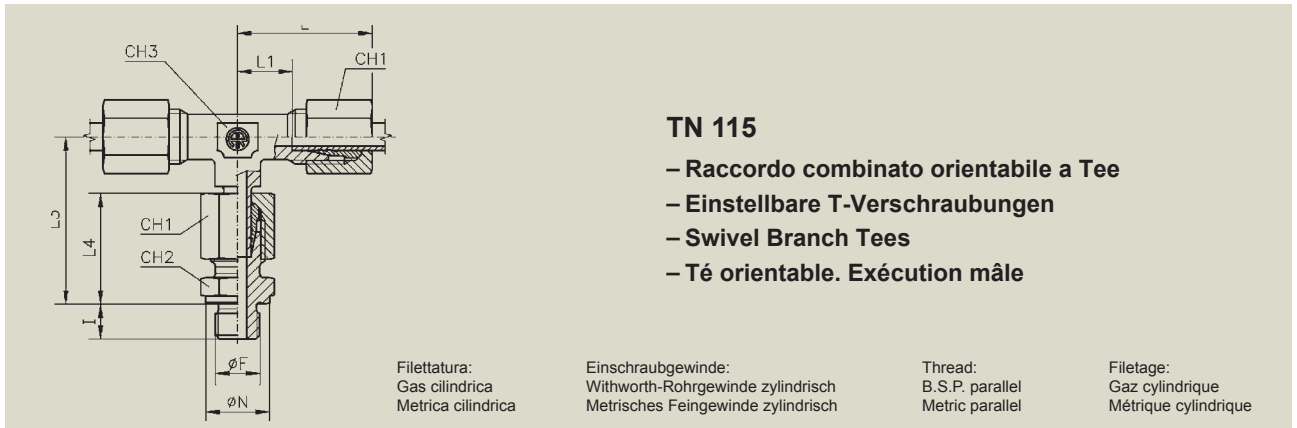 L
CH3
L1
CH1
TN 115
– Raccordo combinato orientabile a Tee
– Einstellbare T-Verschraubungen
– Swivel Branch Tees
– Té orientable. Exécution mâle
L4
CH1
CH2
I
øF
øN
Filettatura:
Gas cilindrica
Metrica cilindrica
Einschraubgewinde:
Withworth-Rohrgewinde zylindrisch
Metrisches Feingewinde zylindrisch
Thread:
B.S.P. parallel
Metric parallel
Filetage:
Gaz cylindrique
Métrique cylindrique